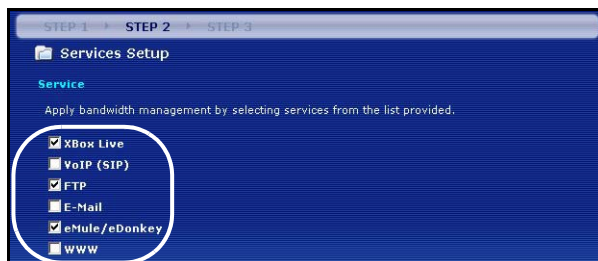 STEP 1 STEP 2 STEP 3
Services Setup
Service
Apply bandwidth management by selecting services from the list provided.
XBox Live
VoIP (SIP)
FTP
E-Mail
eMule/eDonkey
WWW